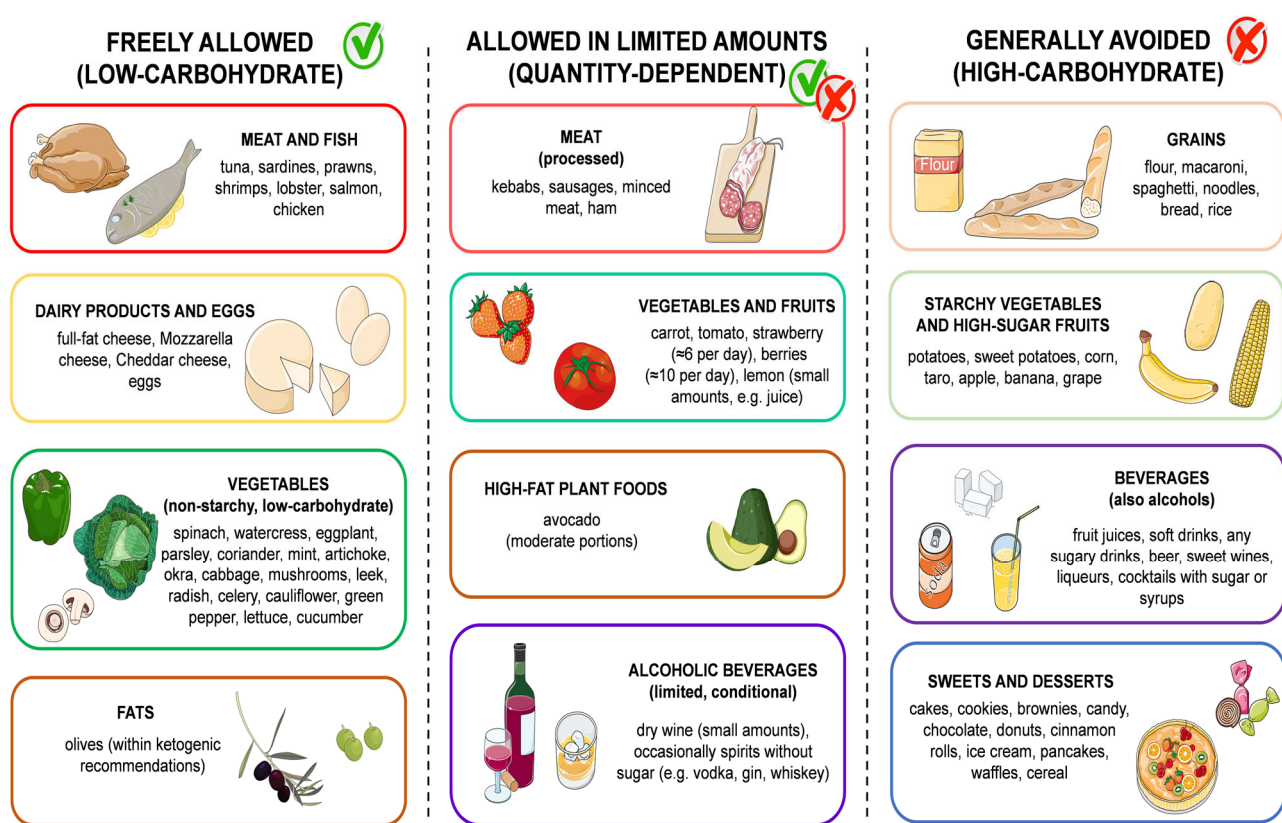 FREELY ALLOWED
(LOW-CARBOHYDRATE)
MEAT AND FISH
tuna, sardines, prawns,
shrimps, lobster, salmon,
chicken
DAIRY PRODUCTS AND EGGS
full-fat cheese, Mozzarella
cheese, Cheddar cheese,
eggs
VEGETABLES
(non-starchy, low-carbohydrate)
spinach, watercress, eggplant,
parsley, coriander, mint, artichoke,
okra, cabbage, mushrooms, leek,
radish, celery, cauliflower, green
pepper, lettuce, cucumber
FATS
olives (within ketogenic
recommendations)
ALLOWED IN LIMITED AMOUNTS
(QUANTITY-DEPENDENT)
MEAT
(processed)
kebabs, sausages, minced
meat, ham
VEGETABLES AND FRUITS
carrot, tomato, strawberry
(≈6 per day), berries
(≈10 per day), lemon (small
amounts, e.g. juice)
HIGH-FAT PLANT FOODS
avocado
(moderate portions)
ALCOHOLIC BEVERAGES
(limited, conditional)
dry wine (small amounts),
occasionally spirits without
sugar (e.g. vodka, gin, whiskey)
GENERALLY AVOIDED
(HIGH-CARBOHYDRATE)
Flour
GRAINS
flour, macaroni,
spaghetti, noodles,
bread, rice
STARCHY VEGETABLES
AND HIGH-SUGAR FRUITS
potatoes, sweet potatoes, corn,
taro, apple, banana, grape
BEVERAGES
(also alcohols)
fruit juices, soft drinks, any
sugary drinks, beer, sweet wines,
liqueurs, cocktails with sugar or
syrups
Soda
SWEETS AND DESSERTS
cakes, cookies, brownies, candy,
chocolate, donuts, cinnamon
rolls, ice cream, pancakes,
waffles, cereal